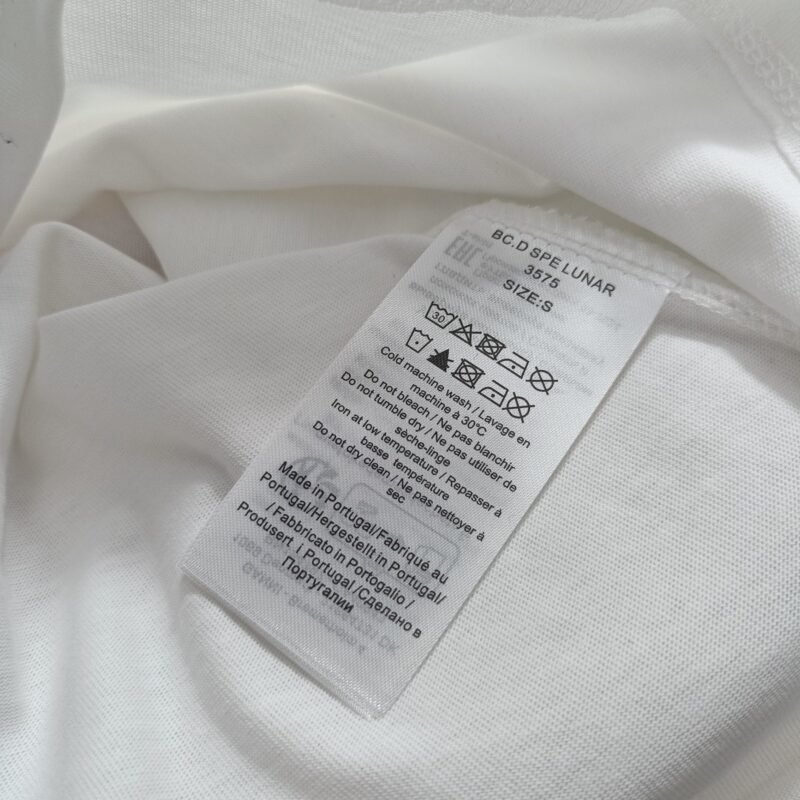 BC.D SPE LUNAR
3575
SIZE:S
30
Cold machine wash / Lavage en
machine à 30°C
Do not bleach / Ne pas blanchir
Do not tumble dry / Ne pas utiliser de
sèche-linge
Iron at low temperature / Repasser à
basse température
Do not dry clean / Ne pas nettoyer à
sec
Made in Portugal/Fabriqué au
Portugal/Hergestellt in Portugal/
/ Fabbricato in Portogallo /
Produsert i Portugal /Сделано в
Португалии